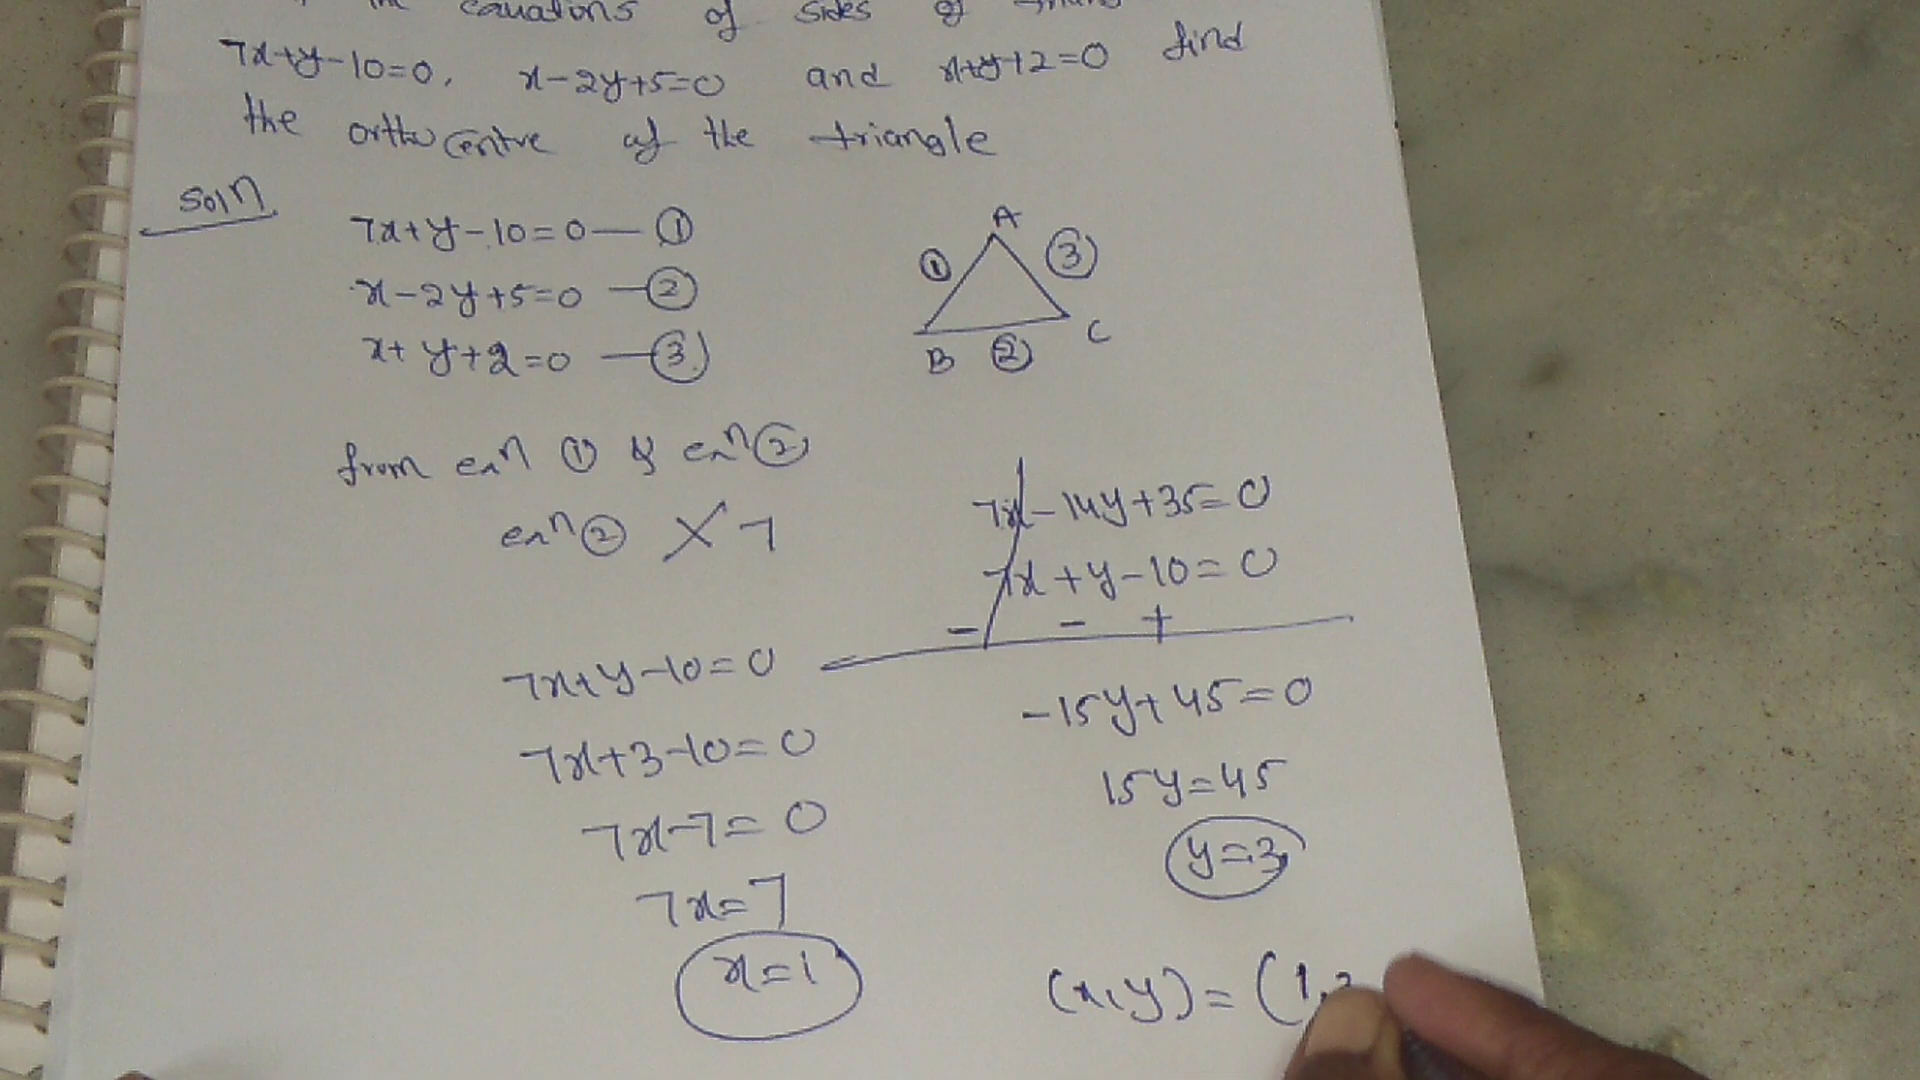 equations of sides of
7x+y-10=0, x-2y+5=0 and x+y+2=0 find
the orthocentre of the triangle
Soln
7x+y-10=0 — ①
x-2y+5=0 — ②
x+y+2=0 — ③
A
① ③
B ② C
from eqn ① & eqn ②
eqn ② × 7
7x-14y+35=0
7x+y-10=0
- - +
-15y+45=0
15y=45
y=3
7x+y-10=0
7x+3-10=0
7x-7=0
7x=7
x=1
(x,y)=(1,